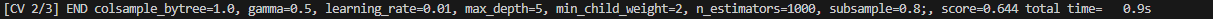 [CV 2/3] END colsample_bytree=1.0, gamma=0.5, learning_rate=0.01, max_depth=5, min_child_weight=2, n_estimators=1000, subsample=0.8;, score=0.644 total time=   0.9s